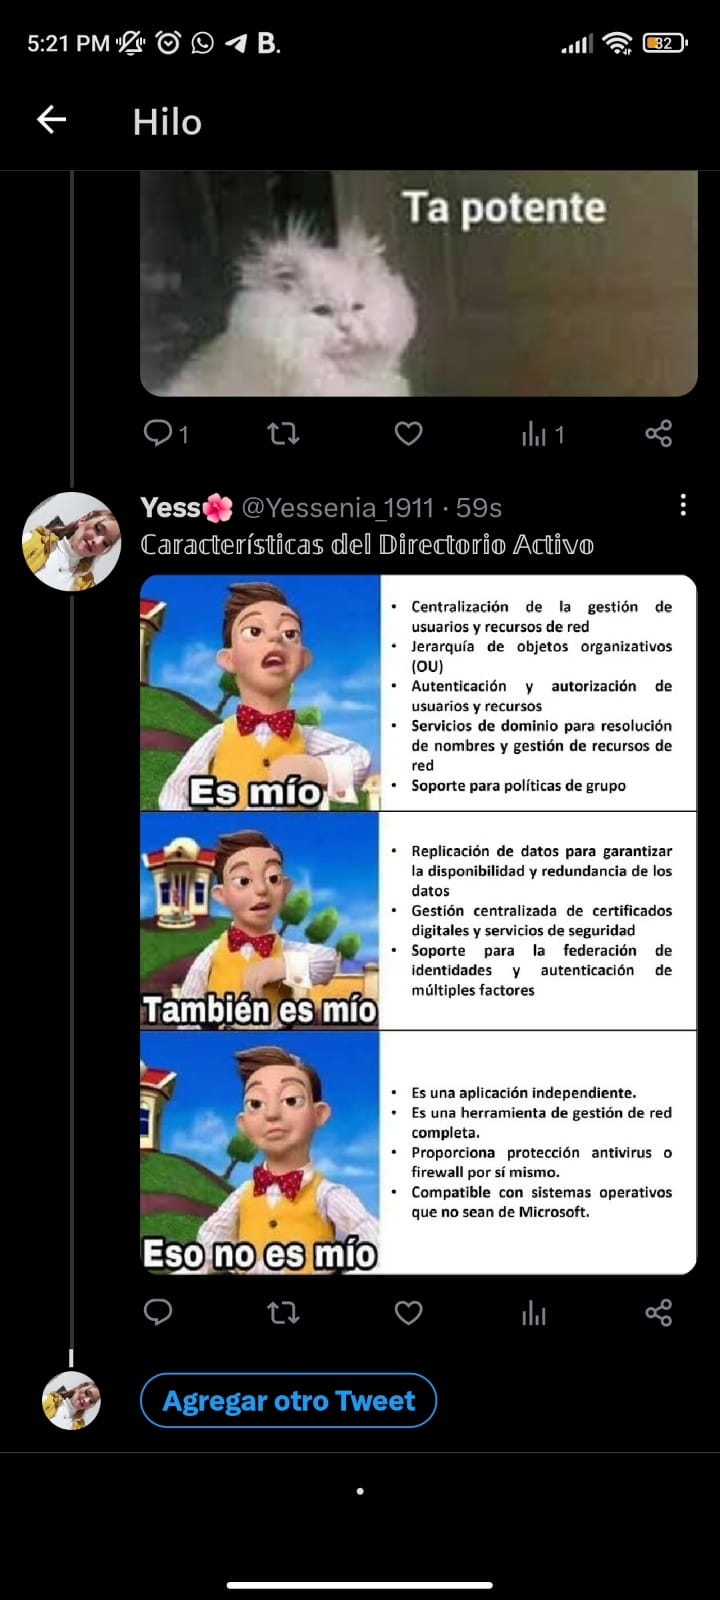 5:21 PM B. 32
Hilo
Ta potente
1 1
Yess🌺 @Yessenia_1911 · 59s
Características del Directorio Activo
• Centralización de la gestión de
usuarios y recursos de red
• Jerarquía de objetos organizativos
(OU)
• Autenticación y autorización de
usuarios y recursos
• Servicios de dominio para resolución
de nombres y gestión de recursos de
red
• Soporte para políticas de grupo
Es mío
• Replicación de datos para garantizar
la disponibilidad y redundancia de los
datos
• Gestión centralizada de certificados
digitales y servicios de seguridad
• Soporte para la federación de
identidades y autenticación de
múltiples factores
También es mío
• Es una aplicación independiente.
• Es una herramienta de gestión de red
completa.
• Proporciona protección antivirus o
firewall por sí mismo.
• Compatible con sistemas operativos
que no sean de Microsoft.
Eso no es mío
Agregar otro Tweet